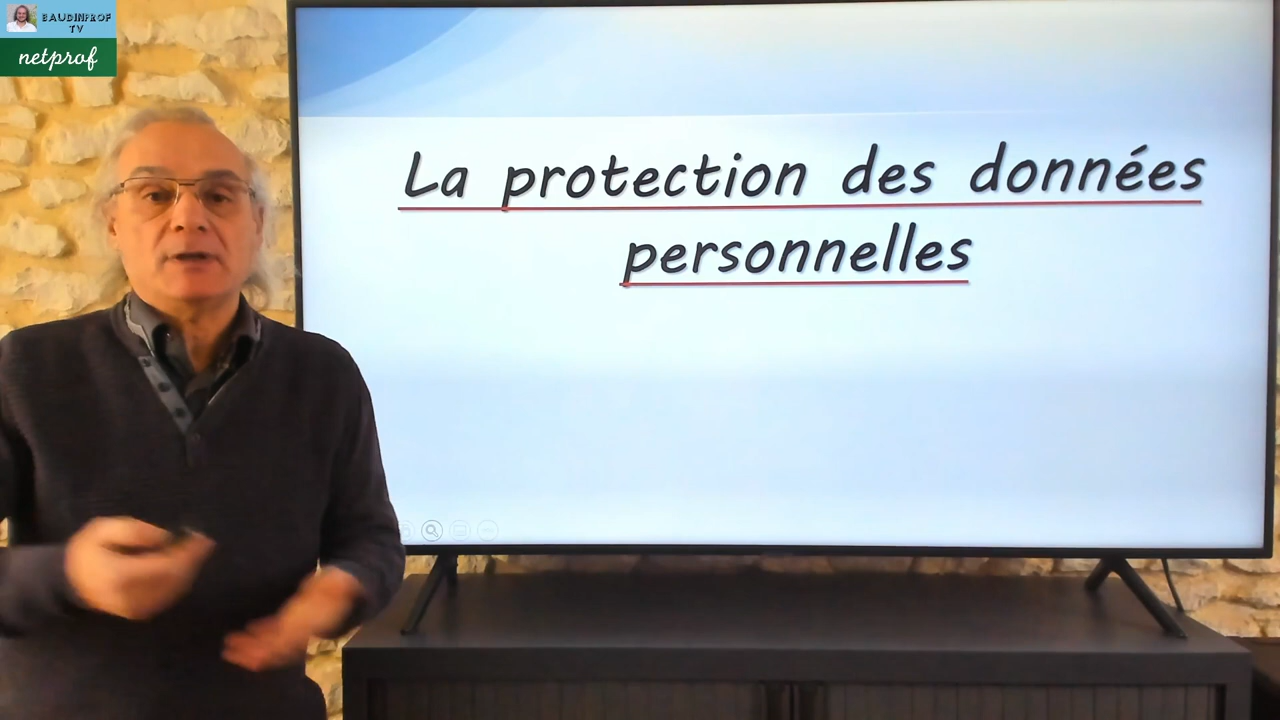 BAUDINPROF
TV
netprof
La protection des données
personnelles